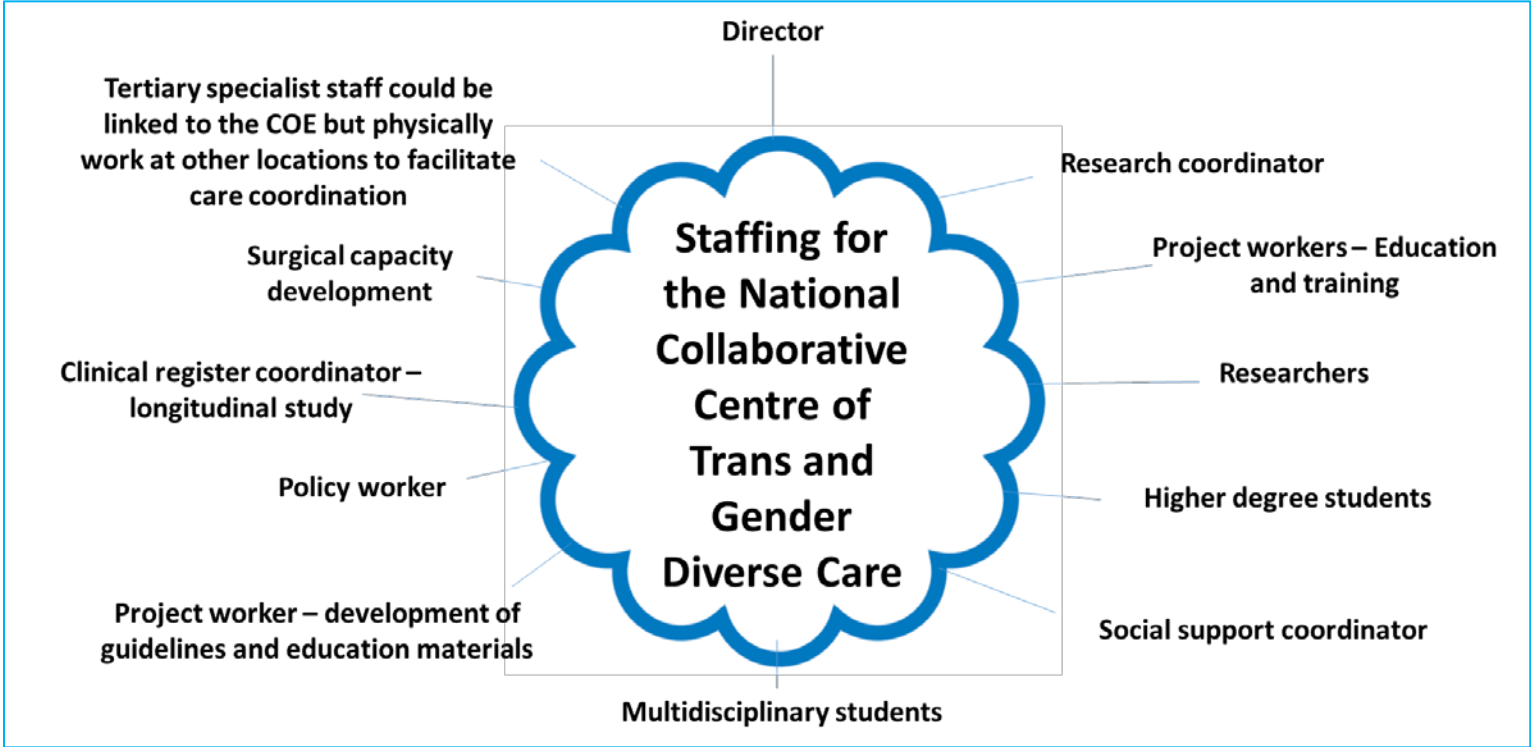 Director
Tertiary specialist staff could be
linked to the COE but physically
work at other locations to facilitate
care coordination
Research coordinator
Surgical capacity
development
Project workers – Education
and training
Staffing for
the National
Collaborative
Centre of
Trans and
Gender
Diverse Care
Clinical register coordinator –
longitudinal study
Researchers
Policy worker
Higher degree students
Project worker – development of
guidelines and education materials
Social support coordinator
Multidisciplinary students